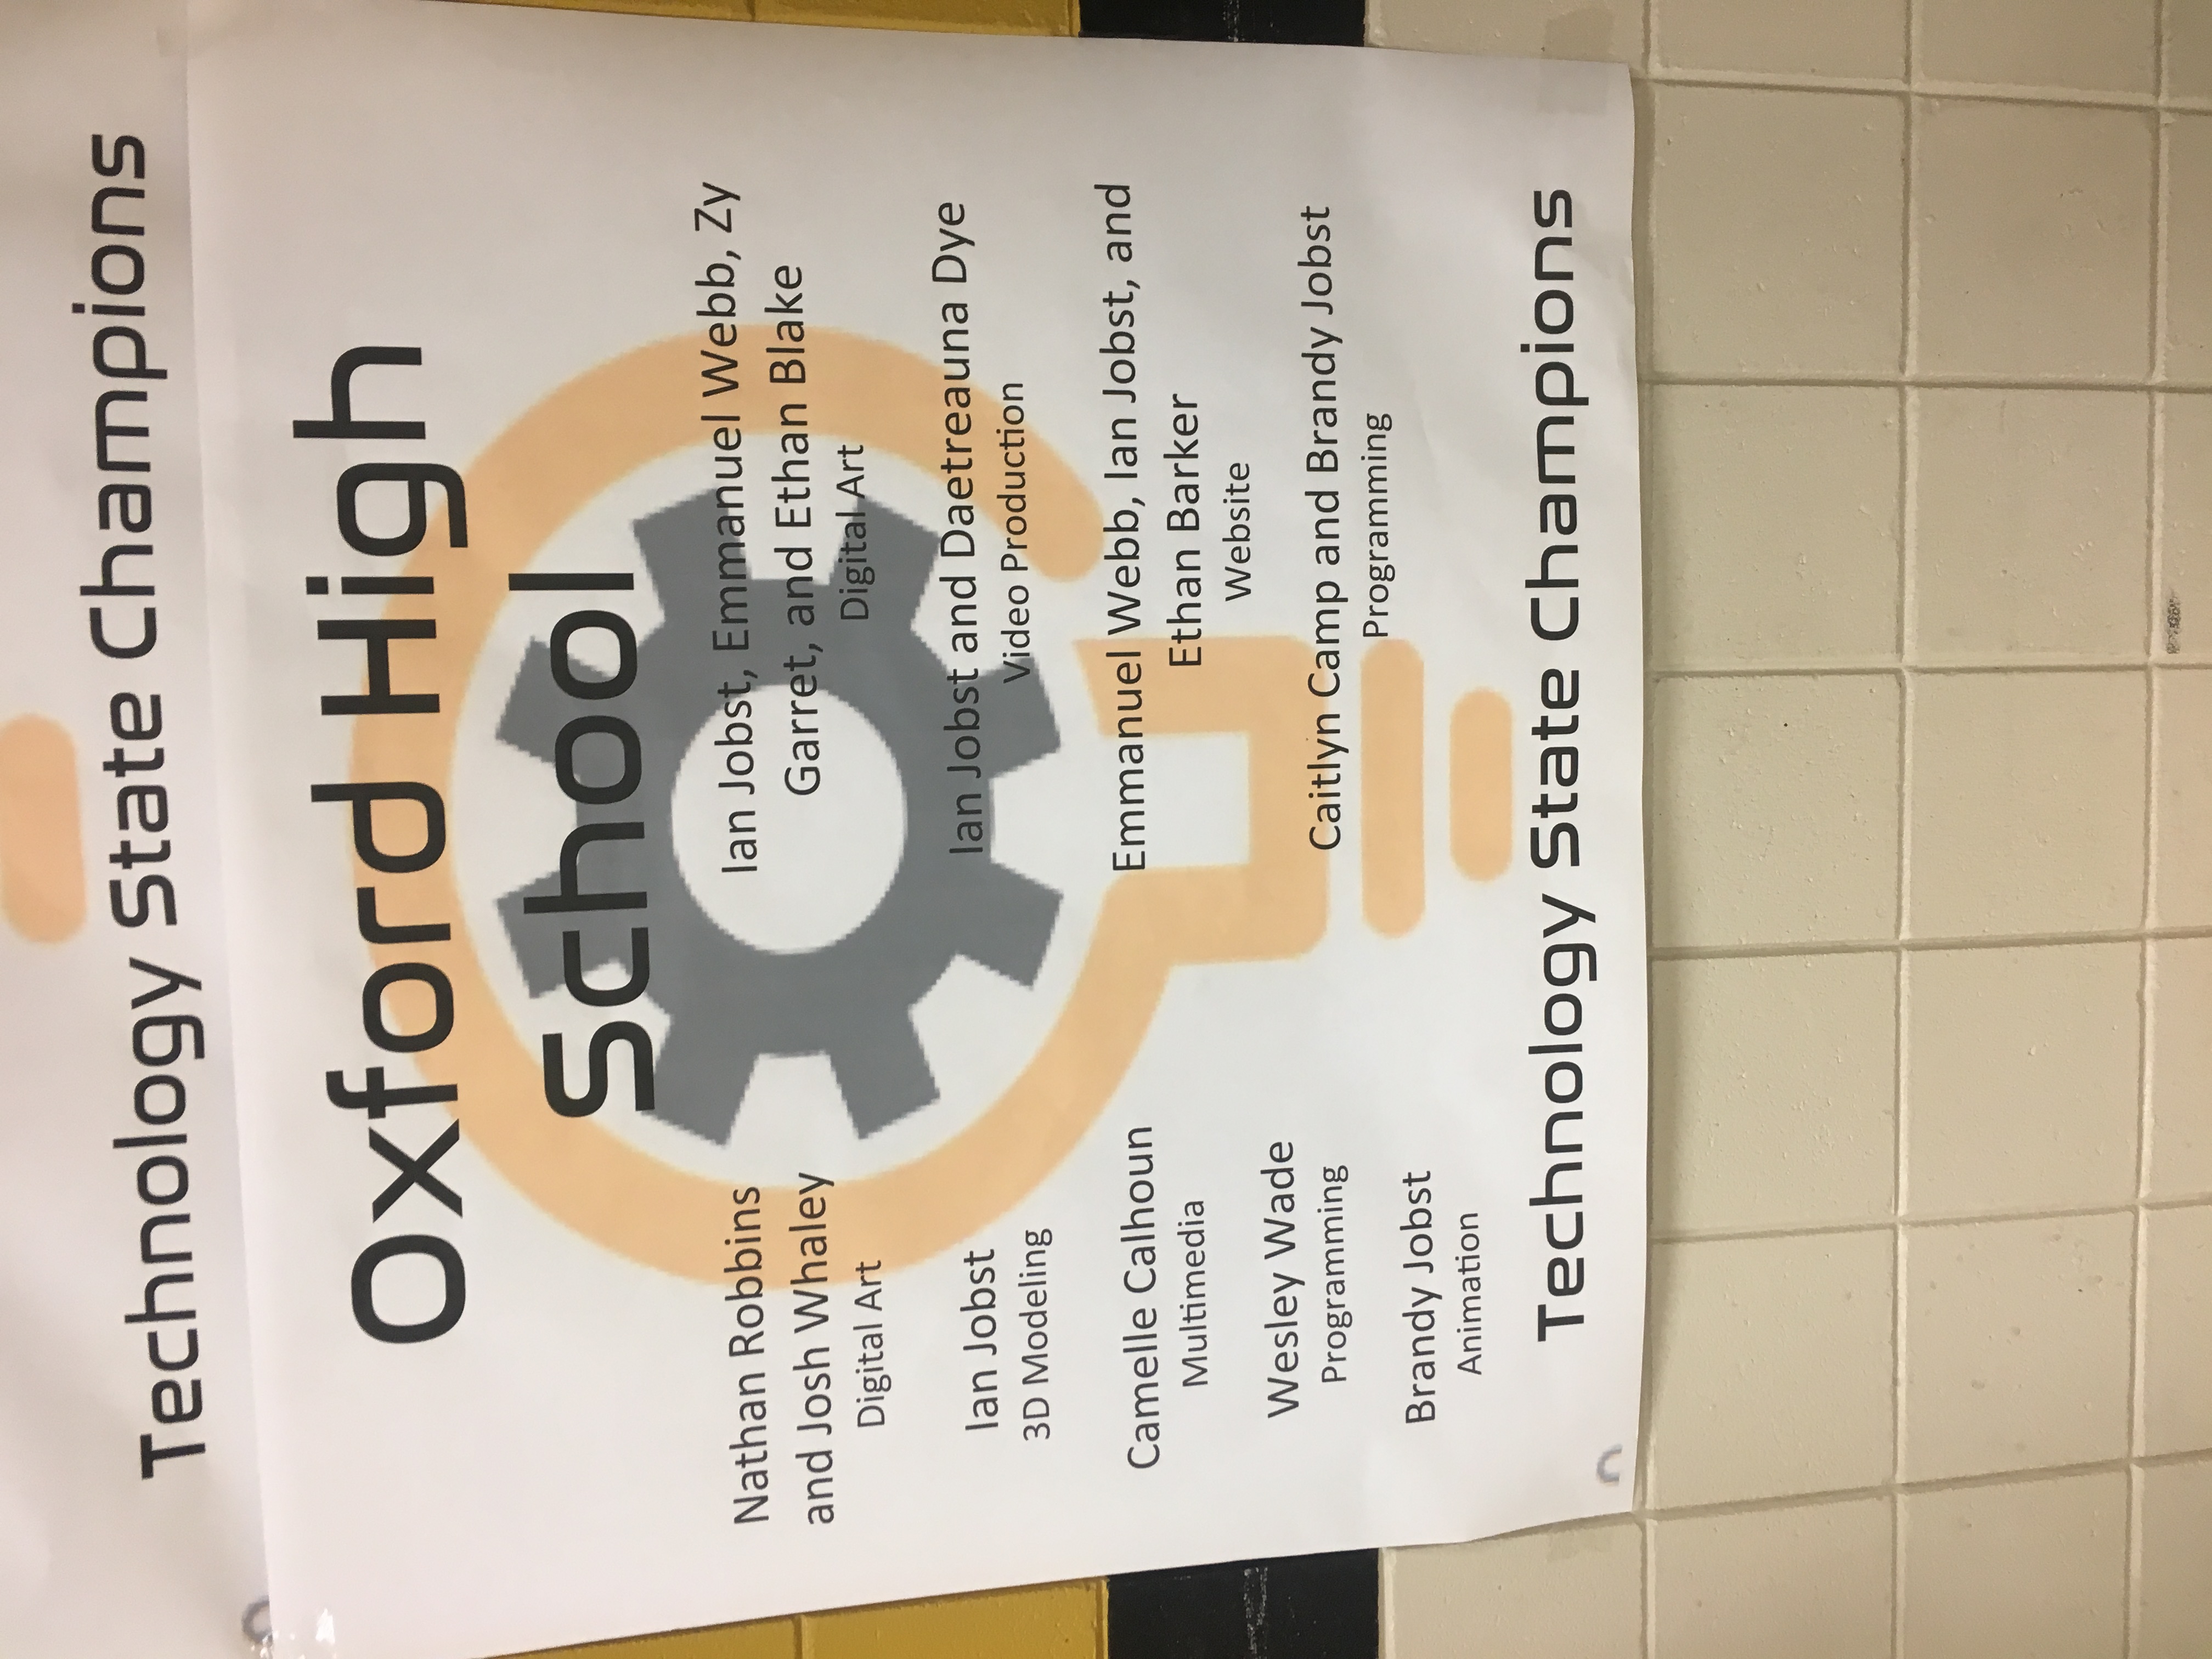 Technology State Champions
Oxford High
School
Nathan Robbins
and Josh Whaley
Digital Art
Ian Jobst
3D Modeling
Camelle Calhoun
Multimedia
Wesley Wade
Programming
Brandy Jobst
Animation
Ian Jobst, Emmanuel Webb, Zy
Garret, and Ethan Blake
Digital Art
Ian Jobst and Daetreauna Dye
Video Production
Emmanuel Webb, Ian Jobst, and
Ethan Barker
Website
Caitlyn Camp and Brandy Jobst
Programming
Technology State Champions